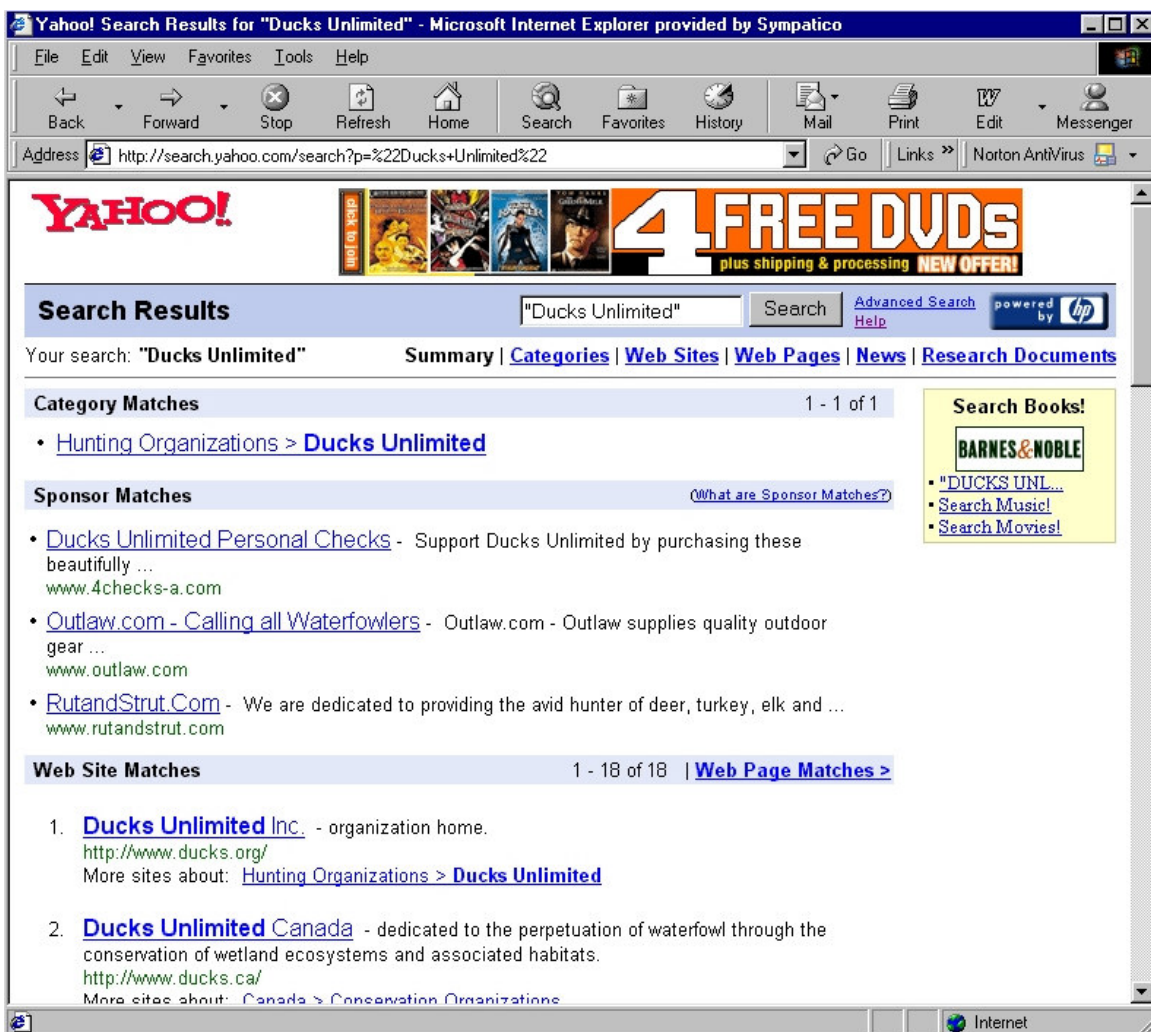 Yahoo! Search Results for "Ducks Unlimited" - Microsoft Internet Explorer provided by Sympatico
File Edit View Favorites Tools Help
Back Forward Stop Refresh Home Search Favorites History Mail Print Edit Messenger
Address http://search.yahoo.com/search?p=%22Ducks+Unlimited%22 Go Links » Norton AntiVirus
YAHOO!
click to join
4 FREE DVDs
plus shipping & processing NEW OFFER!
Search Results "Ducks Unlimited" Search Advanced Search
Help
powered by hp
Your search: "Ducks Unlimited" Summary | Categories | Web Sites | Web Pages | News | Research Documents
Category Matches 1 - 1 of 1
• Hunting Organizations > Ducks Unlimited
Sponsor Matches (What are Sponsor Matches?)
• Ducks Unlimited Personal Checks - Support Ducks Unlimited by purchasing these
beautifully ...
www.4checks-a.com
• Outlaw.com - Calling all Waterfowlers - Outlaw.com - Outlaw supplies quality outdoor
gear ...
www.outlaw.com
• RutandStrut.Com - We are dedicated to providing the avid hunter of deer, turkey, elk and ...
www.rutandstrut.com
Search Books!
BARNES&NOBLE
▪ "DUCKS UNL...
▪ Search Music!
▪ Search Movies!
Web Site Matches 1 - 18 of 18 | Web Page Matches >
1. Ducks Unlimited Inc. - organization home.
http://www.ducks.org/
More sites about: Hunting Organizations > Ducks Unlimited
2. Ducks Unlimited Canada - dedicated to the perpetuation of waterfowl through the
conservation of wetland ecosystems and associated habitats.
http://www.ducks.ca/
More sites about: Canada > Conservation Organizations
Internet